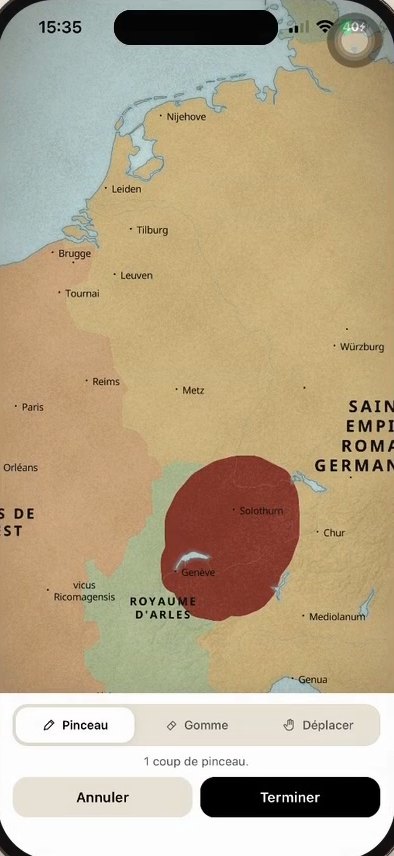 15:35
40
Nijehove
Leiden
Tilburg
Brugge
Leuven
Tournai
Würzburg
Reims
Metz
Paris
SAIN
EMPI
ROMA
GERMAN
Orléans
S DE
EST
Solothurn
Chur
Genève
vicus
Ricomagensis
ROYAUME
D'ARLES
Mediolanum
Genua
Pinceau
Gomme
Déplacer
1 coup de pinceau.
Annuler
Terminer